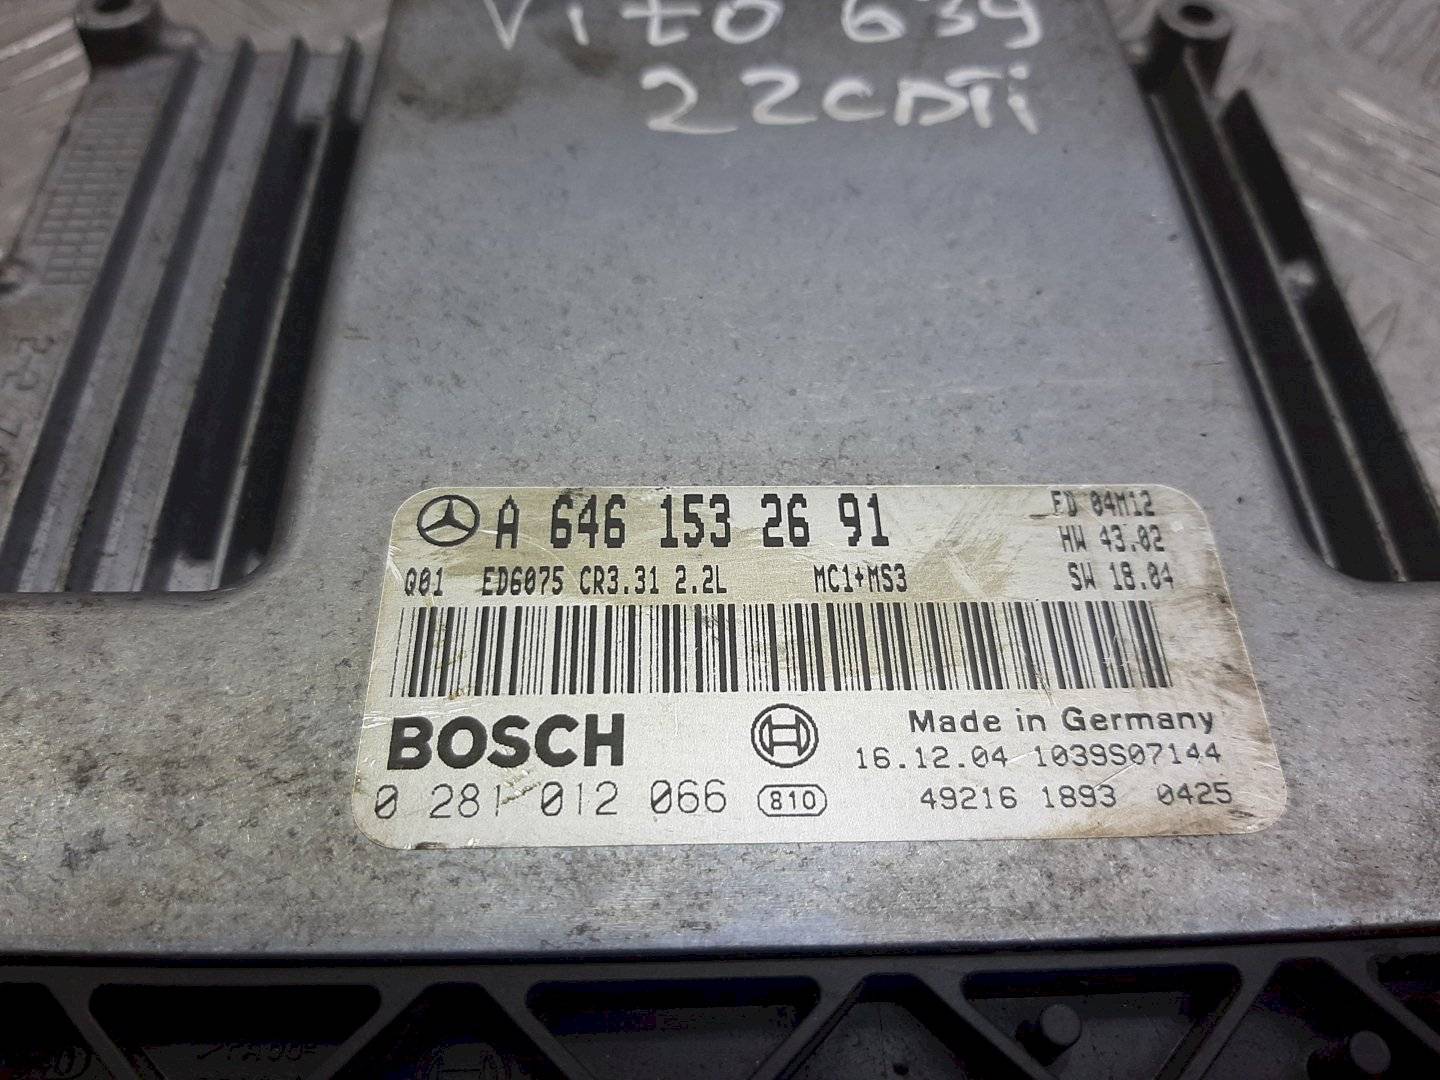 Vito 639
22CDTi
A 646 153 26 91
ED 04M12
HW 43.02
Q01 ED6075 CR3.31 2.2L MC1+MS3 SW 18.04
BOSCH
Made in Germany
16.12.04 1039S07144
0 281 012 066 810 49216 1893 0425